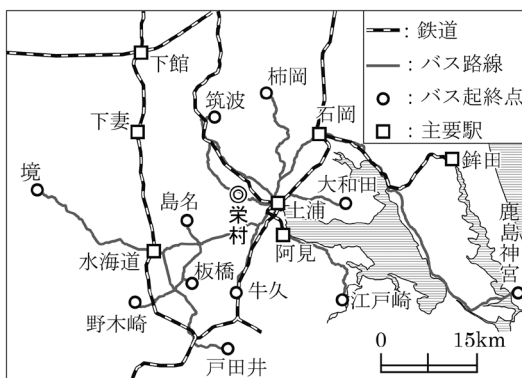 ：鉄道
：バス路線
：バス起終点
：主要駅
下館
柿岡
筑波
石岡
下妻
鉾田
境
島名
大和田
栄村
土浦
鹿島神宮
阿見
水海道
板橋
牛久
江戸崎
野木崎
戸田井
0 15km